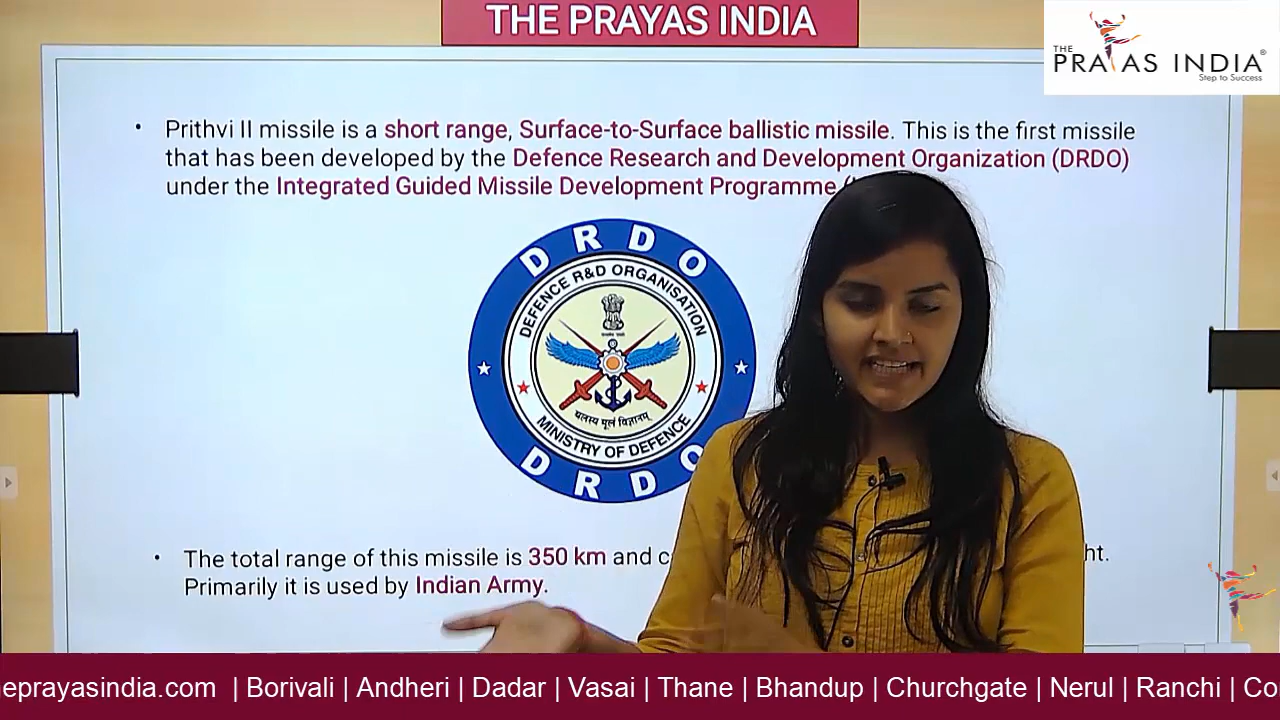 THE PRAYAS INDIA
THE
PRAYAS INDIA®
Step to Success
• Prithvi II missile is a short range, Surface-to-Surface ballistic missile. This is the first missile
that has been developed by the Defence Research and Development Organization (DRDO)
under the Integrated Guided Missile Development Programme
DRDO
DEFENCE R&D ORGANISATION
बलस्य मूलं विज्ञानम्
MINISTRY OF DEFENCE
DRDO
• The total range of this missile is 350 km and
Primarily it is used by Indian Army.
heprayasindia.com | Borivali | Andheri | Dadar | Vasai | Thane | Bhandup | Churchgate | Nerul | Ranchi |